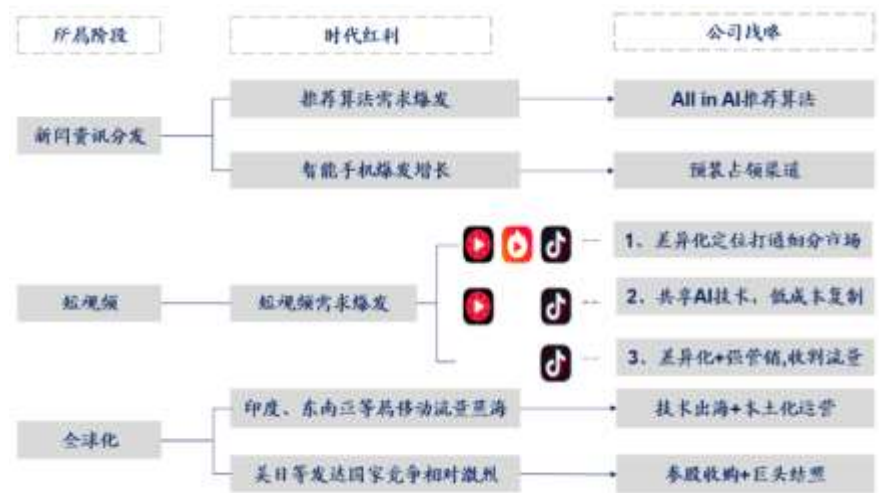 所属阶段
时代红利
公司战略
新闻资讯分发
推荐算法需求爆发
All in AI推荐算法
智能手机爆发增长
预装占领渠道
短视频
短视频需求爆发
1、差异化定位打通细分市场
2、共享AI技术，低成本复制
3、差异化+强营销,收割流量
全球化
印度、东南亚等属移动流量蓝海
技术出海+本土化运营
美日等发达国家竞争相对激烈
参股收购+巨头结盟